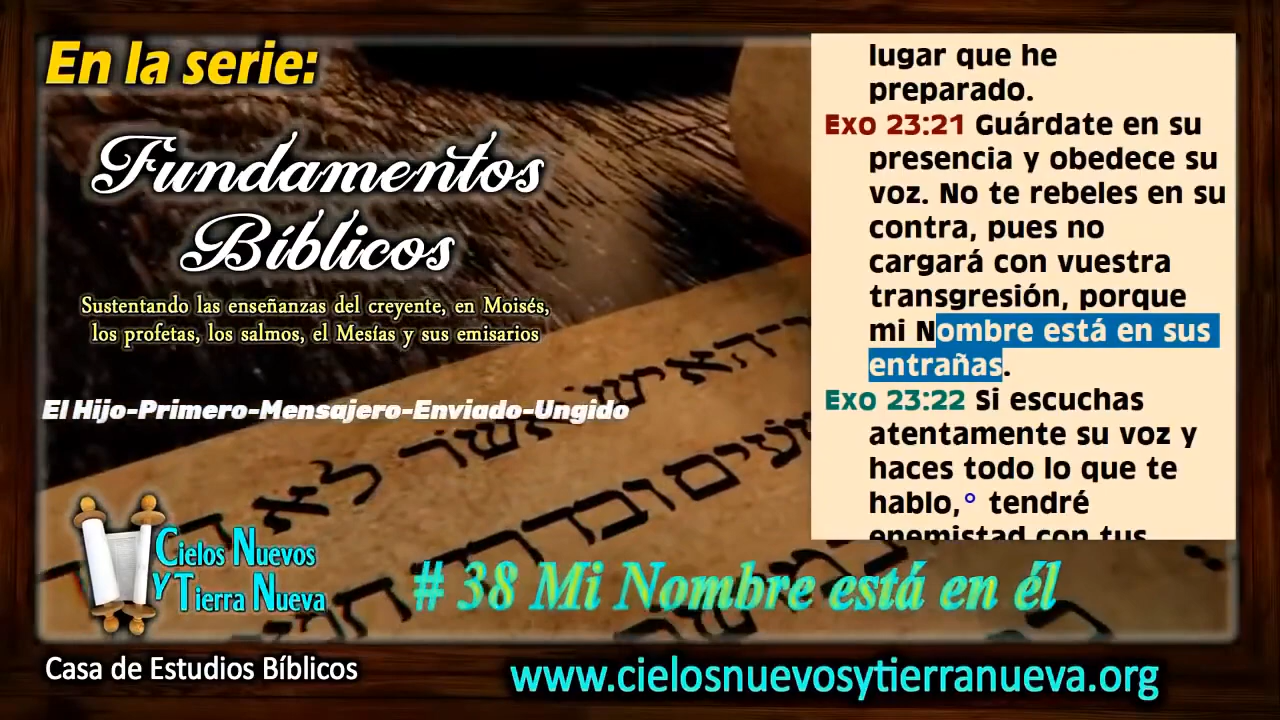 En la serie:
Fundamentos
Bíblicos
Sustentando las enseñanzas del creyente, en Moisés,
los profetas, los salmos, el Mesías y sus emisarios
El Hijo-Primero-Mensajero-Enviado-Ungido
Cielos Nuevos
Y Tierra Nueva
# 38 Mi Nombre está en él
Casa de Estudios Bíblicos
www.cielosnuevosytierranueva.org
lugar que he
preparado.
Exo 23:21 Guárdate en su
presencia y obedece su
voz. No te rebeles en su
contra, pues no
cargará con vuestra
transgresión, porque
mi Nombre está en sus
entrañas.
Exo 23:22 Si escuchas
atentamente su voz y
haces todo lo que te
hablo,° tendré
enemistad con tus